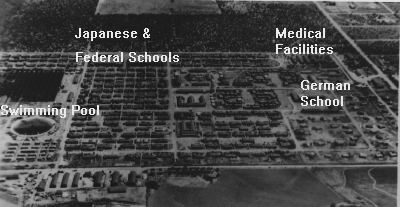 Japanese &
Federal Schools
Medical
Facilities
German
School
Swimming Pool